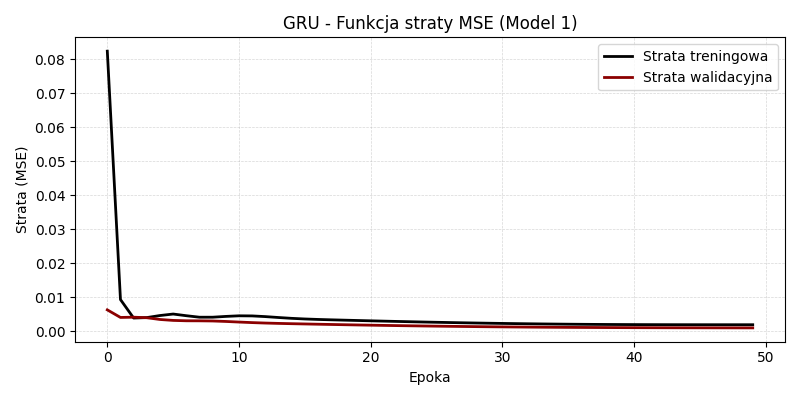 GRU - Funkcja straty MSE (Model 1)
Strata treningowa
Strata walidacyjna
Strata (MSE)
0.08
0.07
0.06
0.05
0.04
0.03
0.02
0.01
0.00
0 10 20 30 40 50
Epoka